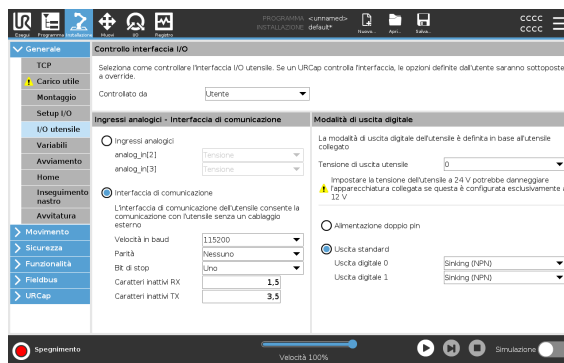 PROGRAMMA <unnamed>
INSTALLAZIONE default*
CCCC
CCCC
Esegui Programma Installazione Muovi I/O Registro Nuovo... Apri... Salva...
Generale
TCP
Carico utile
Montaggio
Setup I/O
I/O utensile
Variabili
Avviamento
Home
Inseguimento
nastro
Avvitatura
Movimento
Sicurezza
Funzionalità
Fieldbus
URCap
Controllo interfaccia I/O
Seleziona come controllare l'interfaccia I/O utensile. Se un URCap controlla l'interfaccia, le opzioni definite dall'utente saranno sottoposte
a override.
Controllato da Utente
Ingressi analogici - Interfaccia di comunicazione
Ingressi analogici
analog_in[2] Tensione
analog_in[3] Tensione
Interfaccia di comunicazione
L'interfaccia di comunicazione dell'utensile consente la
comunicazione con l'utensile senza un cablaggio
esterno
Velocità in baud 115200
Parità Nessuno
Bit di stop Uno
Caratteri inattivi RX 1,5
Caratteri inattivi TX 3,5
Modalità di uscita digitale
La modalità di uscita digitale dell'utensile è definita in base all'utensile
collegato
Tensione di uscita utensile 0
Impostare la tensione dell'utensile a 24 V potrebbe danneggiare
l'apparecchiatura collegata se questa è configurata esclusivamente a
12 V
Alimentazione doppio pin
Uscita standard
Uscita digitale 0 Sinking (NPN)
Uscita digitale 1 Sinking (NPN)
Spegnimento
Velocità 100%
Simulazione